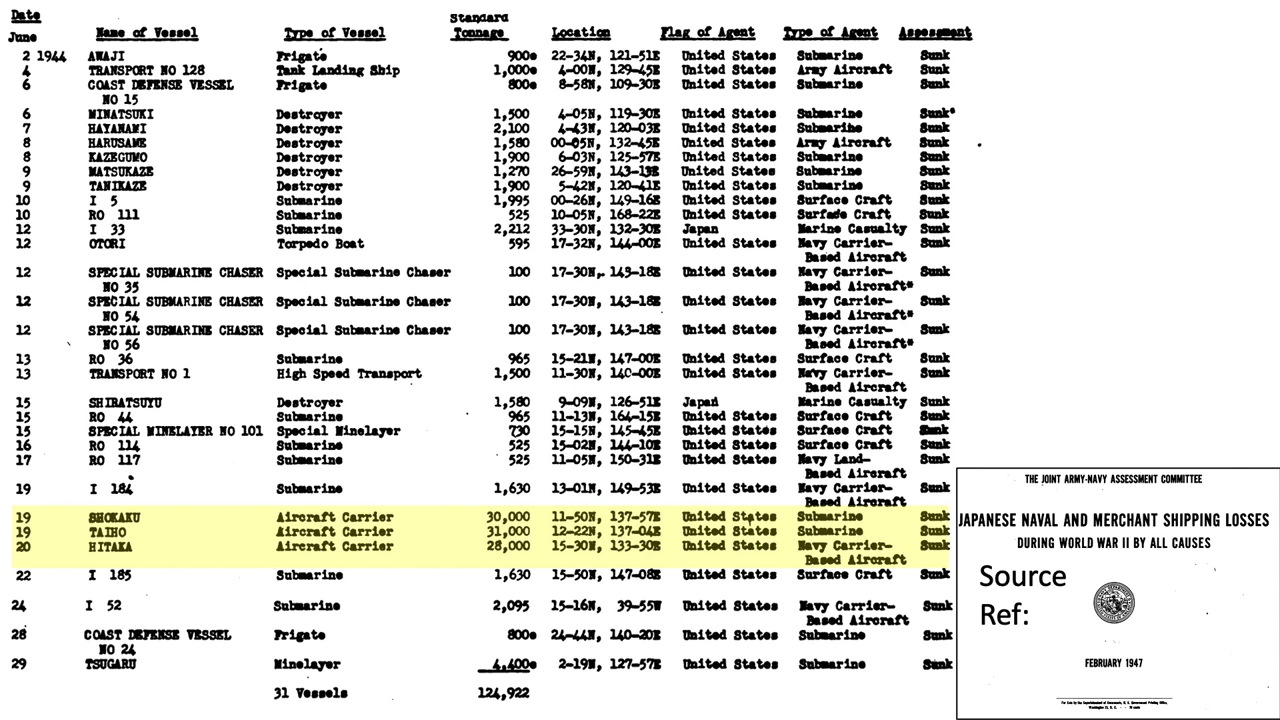 Date
June Name of Vessel Type of Vessel Standard Tonnage Location Flag of Agent Type of Agent Assessment
2 1944 AWAJI Frigate 900e 22-34N, 121-51E United States Submarine Sunk
4 TRANSPORT NO 128 Tank Landing Ship 1,000e 4-00N, 129-45E United States Army Aircraft Sunk
6 COAST DEFENSE VESSEL Frigate 800e 8-58N, 109-30E United States Submarine Sunk
NO 15
6 MINATSUKI Destroyer 1,500 4-05N, 119-30E United States Submarine Sunk*
7 HAYANAMI Destroyer 2,100 4-43N, 120-03E United States Submarine Sunk
8 HARUSAME Destroyer 1,580 00-05N, 132-45E United States Army Aircraft Sunk
8 KAZEGUMO Destroyer 1,900 6-03N, 125-57E United States Submarine Sunk
9 MATSUKAZE Destroyer 1,270 26-59N, 143-13E United States Submarine Sunk
9 TANIKAZE Destroyer 1,900 5-42N, 120-41E United States Submarine Sunk
10 I 5 Submarine 1,995 00-26N, 149-16E United States Surface Craft Sunk
10 RO 111 Submarine 525 10-05N, 168-22E United States Surface Craft Sunk
12 I 33 Submarine 2,212 33-30N, 132-30E Japan Marine Casualty Sunk
12 OTORI Torpedo Boat 595 17-32N, 144-00E United States Navy Carrier- Sunk
Based Aircraft
12 SPECIAL SUBMARINE CHASER Special Submarine Chaser 100 17-30N, 143-18E United States Navy Carrier- Sunk
NO 35 Based Aircraft*
12 SPECIAL SUBMARINE CHASER Special Submarine Chaser 100 17-30N, 143-18E United States Navy Carrier- Sunk
NO 54 Based Aircraft*
12 SPECIAL SUBMARINE CHASER Special Submarine Chaser 100 17-30N, 143-18E United States Navy Carrier- Sunk
NO 56 Based Aircraft*
13 RO 36 Submarine 965 15-21N, 147-00E United States Surface Craft Sunk
13 TRANSPORT NO 1 High Speed Transport 1,500 11-30N, 140-00E United States Navy Carrier- Sunk
Based Aircraft
15 SHIRATSUYU Destroyer 1,580 9-09N, 126-51E Japan Marine Casualty Sunk
15 RO 44 Submarine 965 11-13N, 164-15E United States Surface Craft Sunk
15 SPECIAL MINELAYER NO 101 Special Minelayer 730 15-15N, 145-45E United States Surface Craft Sunk
16 RO 114 Submarine 525 15-02N, 144-10E United States Surface Craft Sunk
17 RO 117 Submarine 525 11-05N, 150-31E United States Navy Land- Sunk
Based Aircraft
19 I 184 Submarine 1,630 13-01N, 149-53E United States Navy Carrier- Sunk
Based Aircraft
19 SHOKAKU Aircraft Carrier 30,000 11-50N, 137-57E United States Submarine Sunk
19 TAIHO Aircraft Carrier 31,000 12-22N, 137-04E United States Submarine Sunk
20 HITAKA Aircraft Carrier 28,000 15-30N, 133-30E United States Navy Carrier- Sunk
Based Aircraft
22 I 185 Submarine 1,630 15-50N, 147-08E United States Surface Craft Sunk
24 I 52 Submarine 2,095 15-16N, 39-55W United States Navy Carrier- Sunk
Based Aircraft
28 COAST DEFENSE VESSEL Frigate 800e 24-44N, 140-20E United States Submarine Sunk
NO 24
29 TSUGARU Minelayer 4,400e 2-19N, 127-57E United States Submarine Sunk
31 Vessels 124,922
THE JOINT ARMY-NAVY ASSESSMENT COMMITTEE
JAPANESE NAVAL AND MERCHANT SHIPPING LOSSES
DURING WORLD WAR II BY ALL CAUSES
Source
Ref:
FEBRUARY 1947
For Sale by the Superintendent of Documents, U. S. Government Printing Office,
Washington 25, D. C.